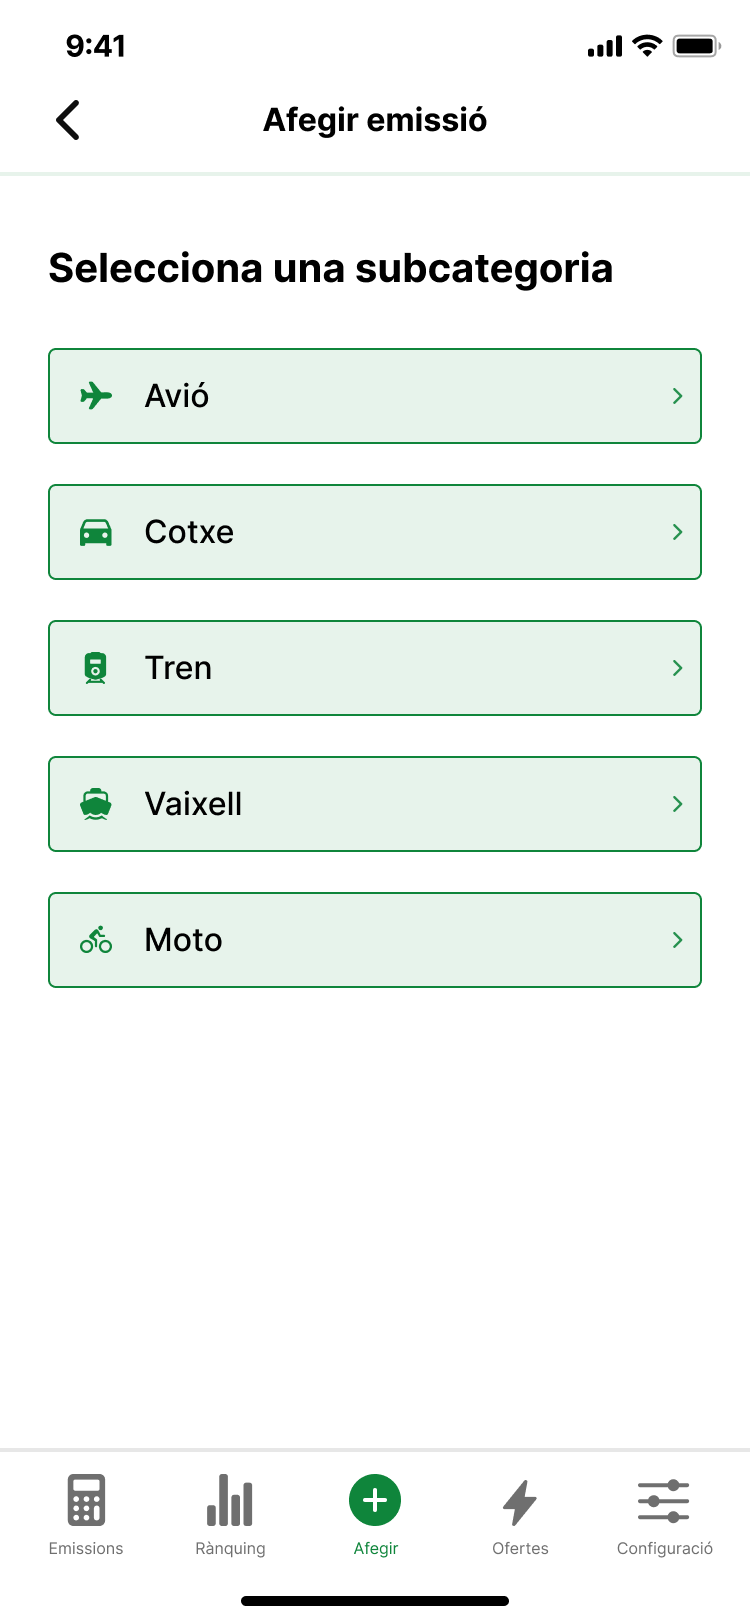 9:41
Afegir emissió
Selecciona una subcategoria
Avió
Cotxe
Tren
Vaixell
Moto
Emissions
Rànquing
Afegir
Ofertes
Configuració